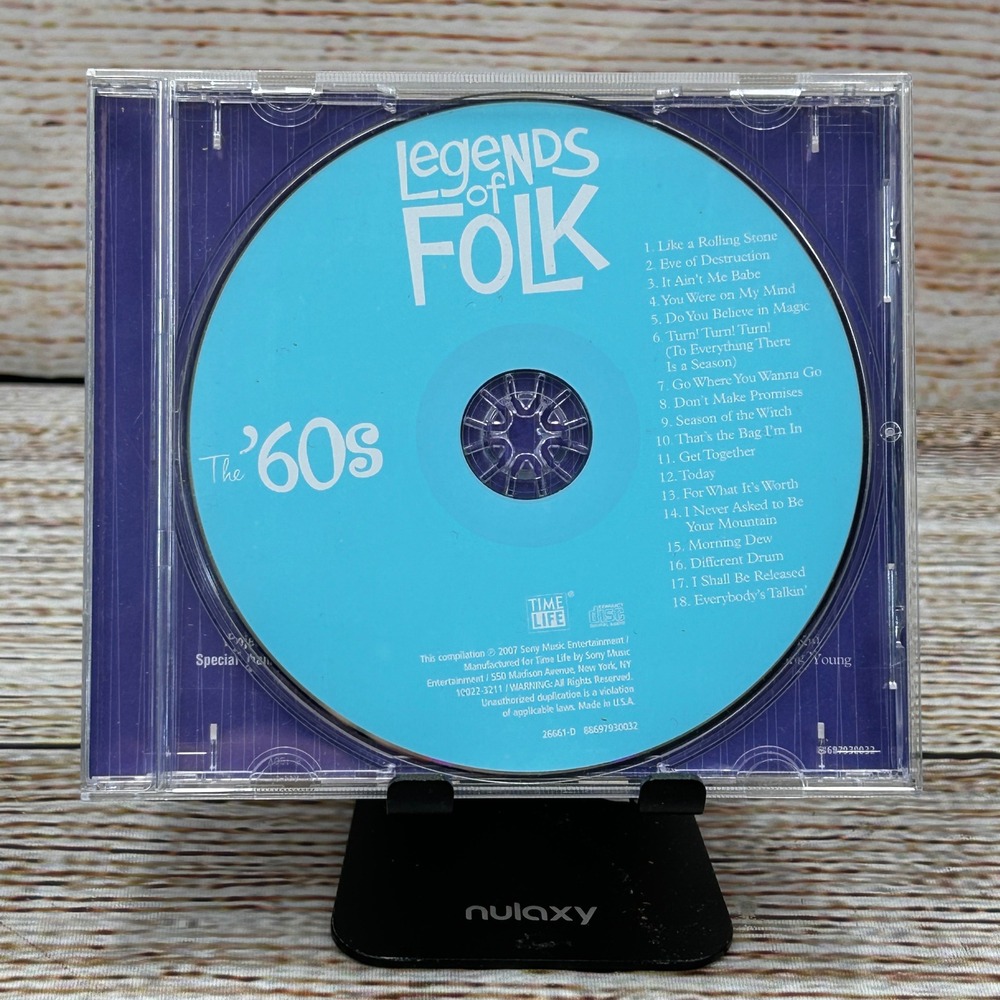 Legends
of
FOLK
The '60s
1. Like a Rolling Stone
2. Eve of Destruction
3. It Ain't Me Babe
4. You Were on My Mind
5. Do You Believe in Magic
6. Turn! Turn! Turn!
(To Everything There
Is a Season)
7. Go Where You Wanna Go
8. Don't Make Promises
9. Season of the Witch
10 That's the Bag I'm In
11. Get Together
12. Today
13. For What It's Worth
14. I Never Asked to Be
Your Mountain
15. Morning Dew
16. Different Drum
17. I Shall Be Released
18. Everybody's Talkin'
TIME
LIFE
disc
This compilation ℗ 2007 Sony Music Entertainment /
Manufactured for Time Life by Sony Music
Entertainment / 550 Madison Avenue, New York, NY
10022-3211 / WARNING: All Rights Reserved.
Unauthorized duplication is a violation
of applicable laws. Made in U.S.A.
26661-D 88697930032
Special
Young
88697930032
nulaxy